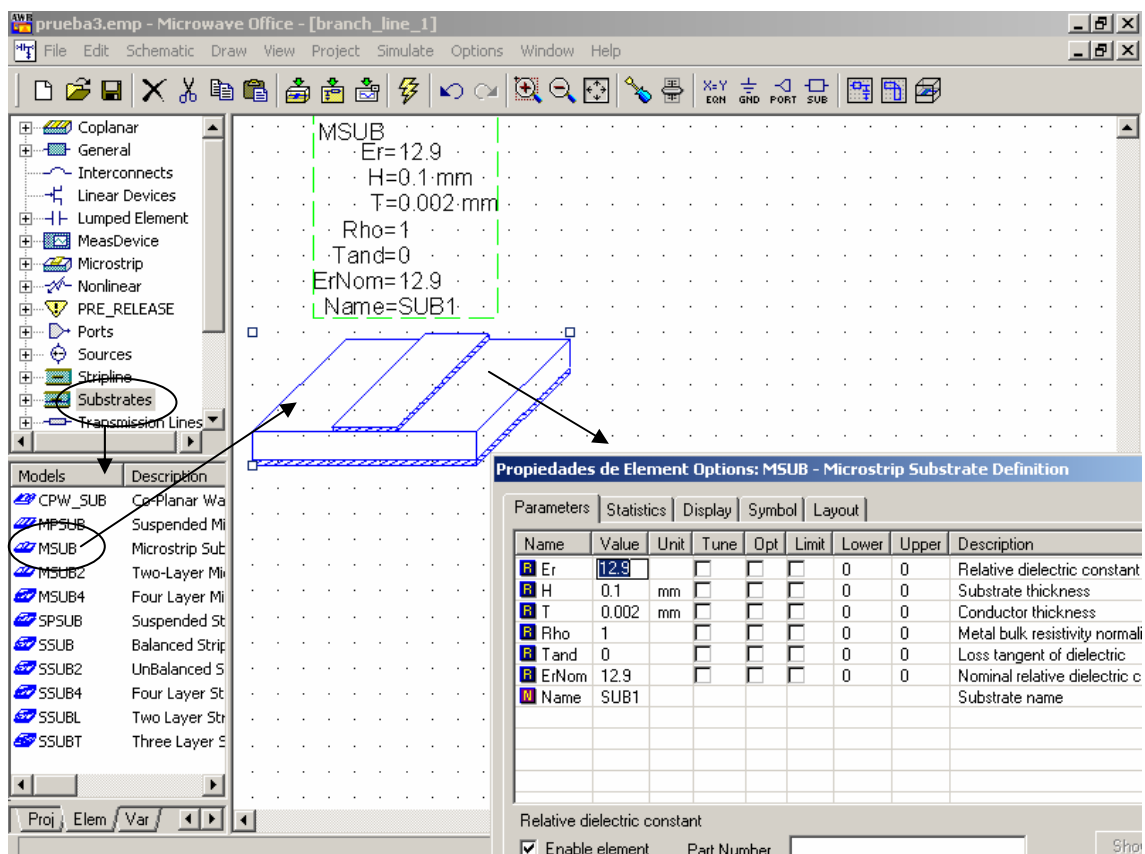 prueba3.emp - Microwave Office - [branch_line_1]
File Edit Schematic Draw View Project Simulate Options Window Help
X=Y EQN GND PORT SUB
Coplanar
General
Interconnects
Linear Devices
Lumped Element
MeasDevice
Microstrip
Nonlinear
PRE_RELEASE
Ports
Sources
Stripline
Substrates
Transmission Lines
MSUB
Er=12.9
H=0.1 mm
T=0.002 mm
Rho=1
Tand=0
ErNom=12.9
Name=SUB1
Models Description
CPW_SUB Co-Planar Wa
MPSUB Suspended Mi
MSUB Microstrip Sub
MSUB2 Two-Layer Mi
MSUB4 Four Layer Mi
SPSUB Suspended St
SSUB Balanced Strip
SSUB2 UnBalanced S
SSUB4 Four Layer St
SSUBL Two Layer Str
SSUBT Three Layer S
Proj Elem Var
Propiedades de Element Options: MSUB - Microstrip Substrate Definition
Parameters Statistics Display Symbol Layout
Name Value Unit Tune Opt Limit Lower Upper Description
Er 12.9 0 0 Relative dielectric constant
H 0.1 mm 0 0 Substrate thickness
T 0.002 mm 0 0 Conductor thickness
Rho 1 0 0 Metal bulk resistivity normali
Tand 0 0 0 Loss tangent of dielectric
ErNom 12.9 0 0 Nominal relative dielectric c
Name SUB1 Substrate name
Relative dielectric constant
Enable element Part Number Sho